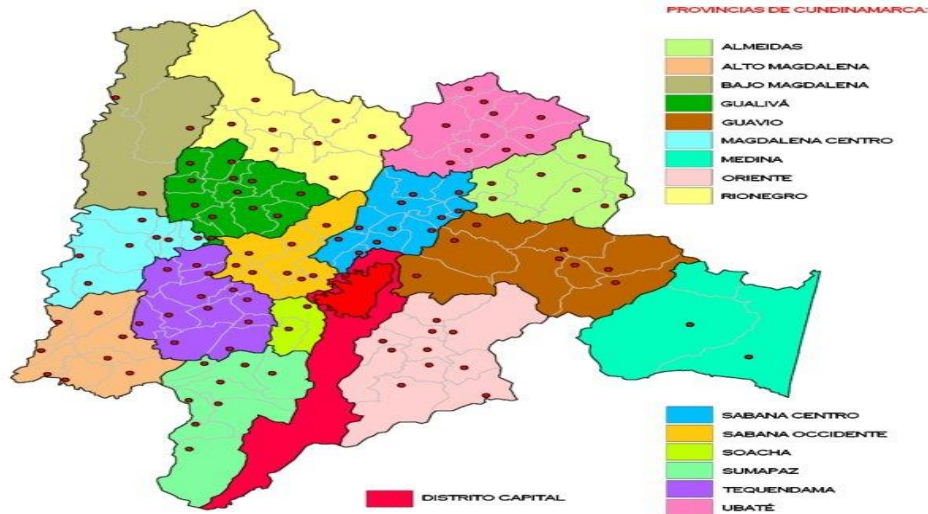 PROVINCIAS DE CUNDINAMARCA:
ALMEIDAS
ALTO MAGDALENA
BAJO MAGDALENA
GUALIVÁ
GUAVIO
MAGDALENA CENTRO
MEDINA
ORIENTE
RIONEGRO
SABANA CENTRO
SABANA OCCIDENTE
SOACHA
SUMAPAZ
TEQUENDAMA
UBATÉ
DISTRITO CAPITAL